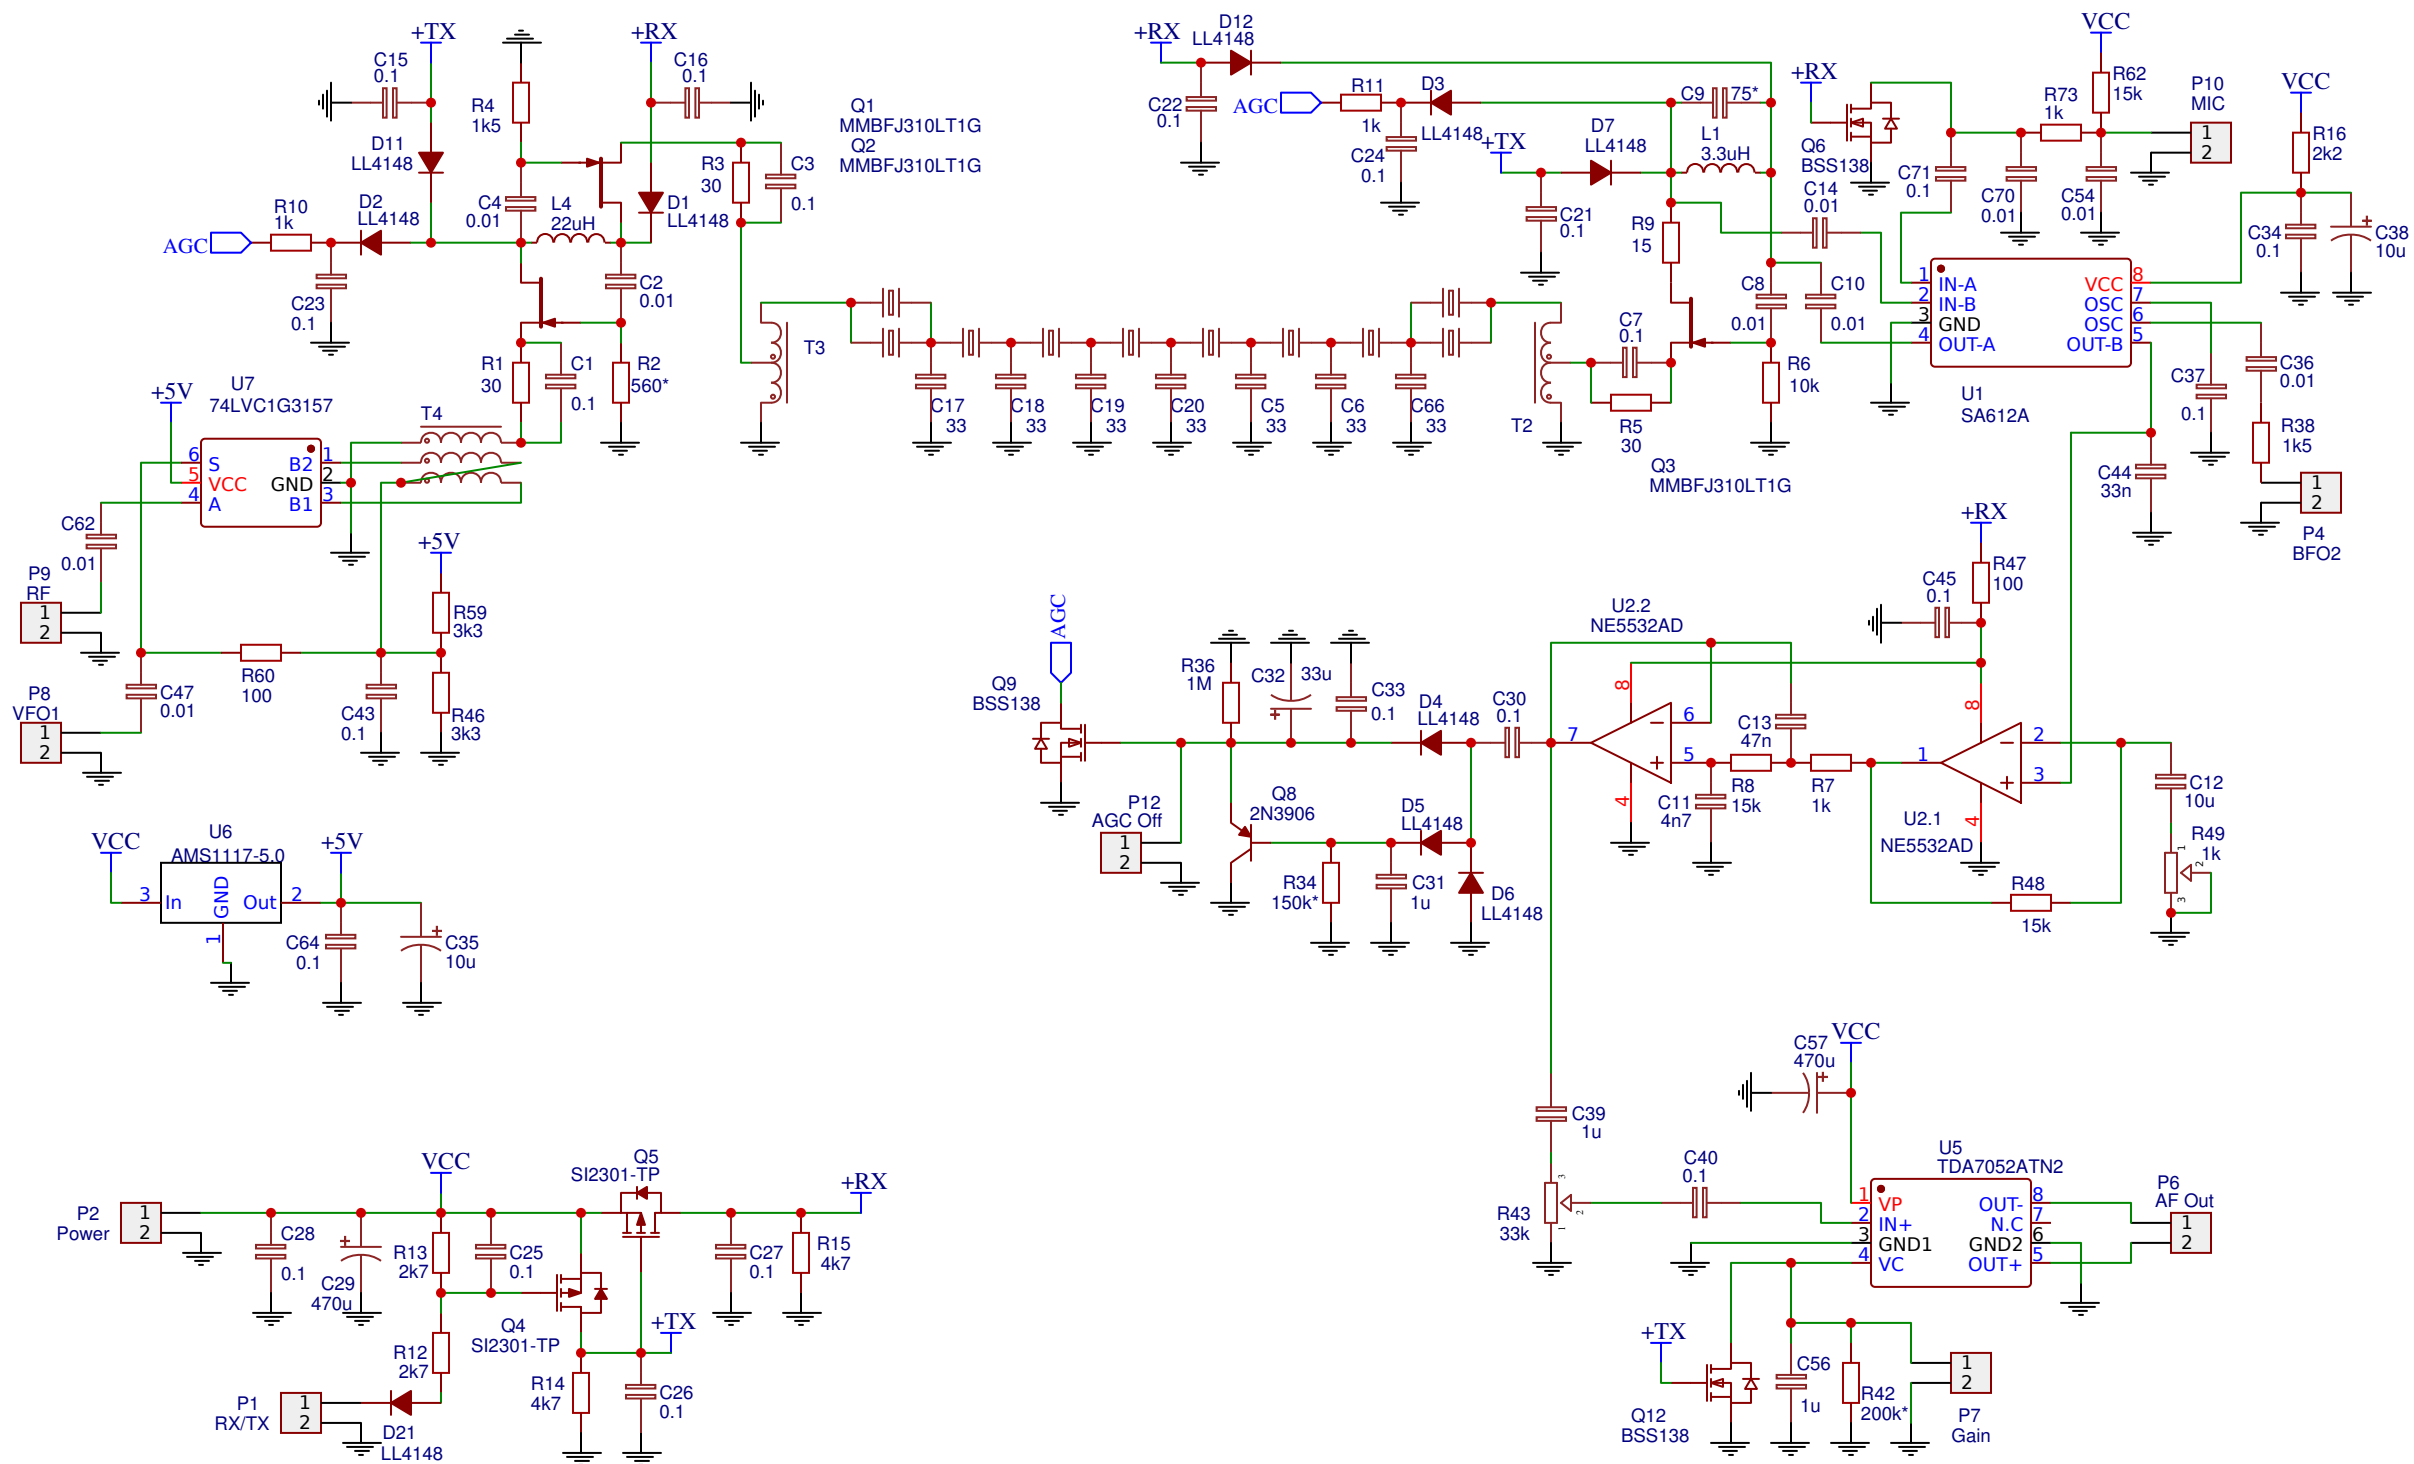 +TX
C15
0.1
R4
1k5
D11
LL4148
+RX
C16
0.1
Q1
MMBFJ310LT1G
Q2
MMBFJ310LT1G
R3
30
C3
0.1
R10
1k
D2
LL4148
C4
0.01
L4
22uH
D1
LL4148
AGC
C23
0.1
C2
0.01
R1
30
C1
0.1
R2
560*
T3
+5V
U7
74LVC1G3157
T4
6 S
5 VCC
4 A
B2 1
GND 2
B1 3
C62
0.01
P9
RF
1
2
+5V
R59
3k3
R60
100
C47
0.01
P8
VFO1
1
2
C43
0.1
R46
3k3
C17
33
C18
33
C19
33
C20
33
C5
33
C6
33
C66
33
T2
+RX
D12
LL4148
C22
0.1
AGC
R11
1k
D3
LL4148
C24
0.1
C9 75*
L1
3.3uH
+TX
D7
LL4148
C21
0.1
R9
15
C14
0.01
C8
0.01
C10
0.01
C7
0.1
R5
30
R6
10k
Q3
MMBFJ310LT1G
+RX
Q6
BSS138
VCC
R62
15k
R73
1k
P10
MIC
1
2
C71
0.1
C70
0.01
C54
0.01
VCC
R16
2k2
C34
0.1
C38
10u
1 IN-A
2 IN-B
3 GND
4 OUT-A
VCC 8
OSC 7
OSC 6
OUT-B 5
U1
SA612A
C37
0.1
C36
0.01
R38
1k5
C44
33n
1
2
P4
BFO2
+RX
R47
100
C45
0.1
U2.2
NE5532AD
8
7
6
5
4
AGC
Q9
BSS138
R36
1M
C32
33u
C33
0.1
D4
LL4148
C30
0.1
C13
47n
R8
15k
R7
1k
C11
4n7
8
1
2
3
4
U2.1
NE5532AD
C12
10u
R49
1k
1
2
3
R48
15k
P12
AGC Off
1
2
Q8
2N3906
D5
LL4148
R34
150k*
C31
1u
D6
LL4148
VCC
U6
AMS1117-5.0
3 In
GND
1
Out 2
+5V
C64
0.1
C35
10u
C39
1u
R43
33k
3
2
1
C40
0.1
VCC
C57
470u
U5
TDA7052ATN2
1 VP
2 IN+
3 GND1
4 VC
OUT- 8
N.C 7
GND2 6
OUT+ 5
P6
AF Out
1
2
+TX
Q12
BSS138
C56
1u
R42
200k*
1
2
P7
Gain
P2
Power
1
2
VCC
C28
0.1
C29
470u
R13
2k7
C25
0.1
Q5
SI2301-TP
C27
0.1
R15
4k7
+RX
Q4
SI2301-TP
+TX
R12
2k7
R14
4k7
C26
0.1
P1
RX/TX
1
2
D21
LL4148